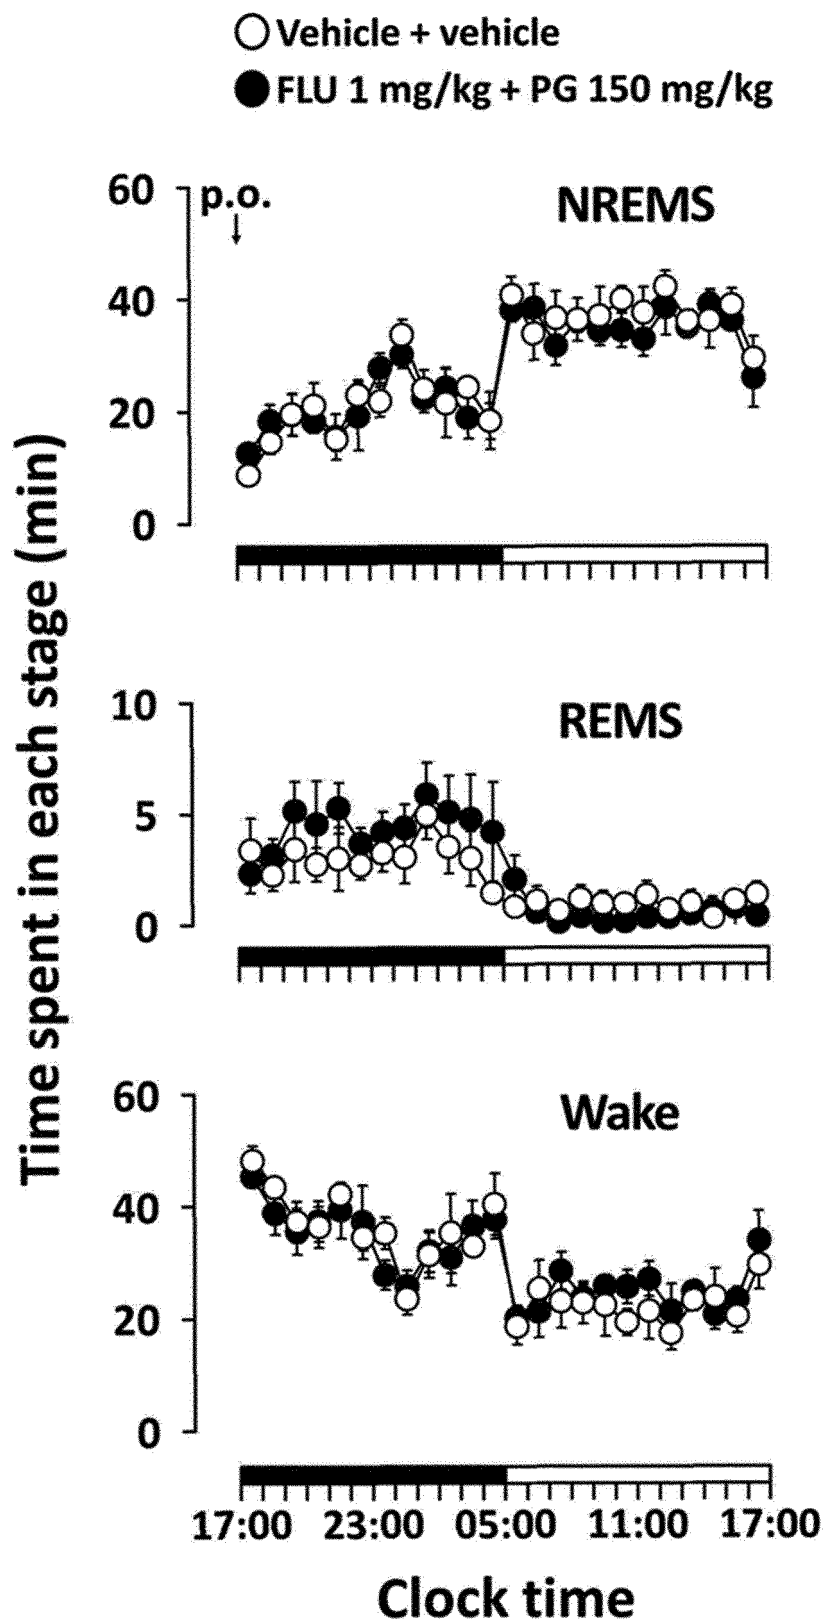 Vehicle + vehicle
FLU 1 mg/kg + PG 150 mg/kg
Time spent in each stage (min)
p.o.
NREMS
60
40
20
0
REMS
10
5
0
Wake
60
40
20
0
17:00 23:00 05:00 11:00 17:00
Clock time